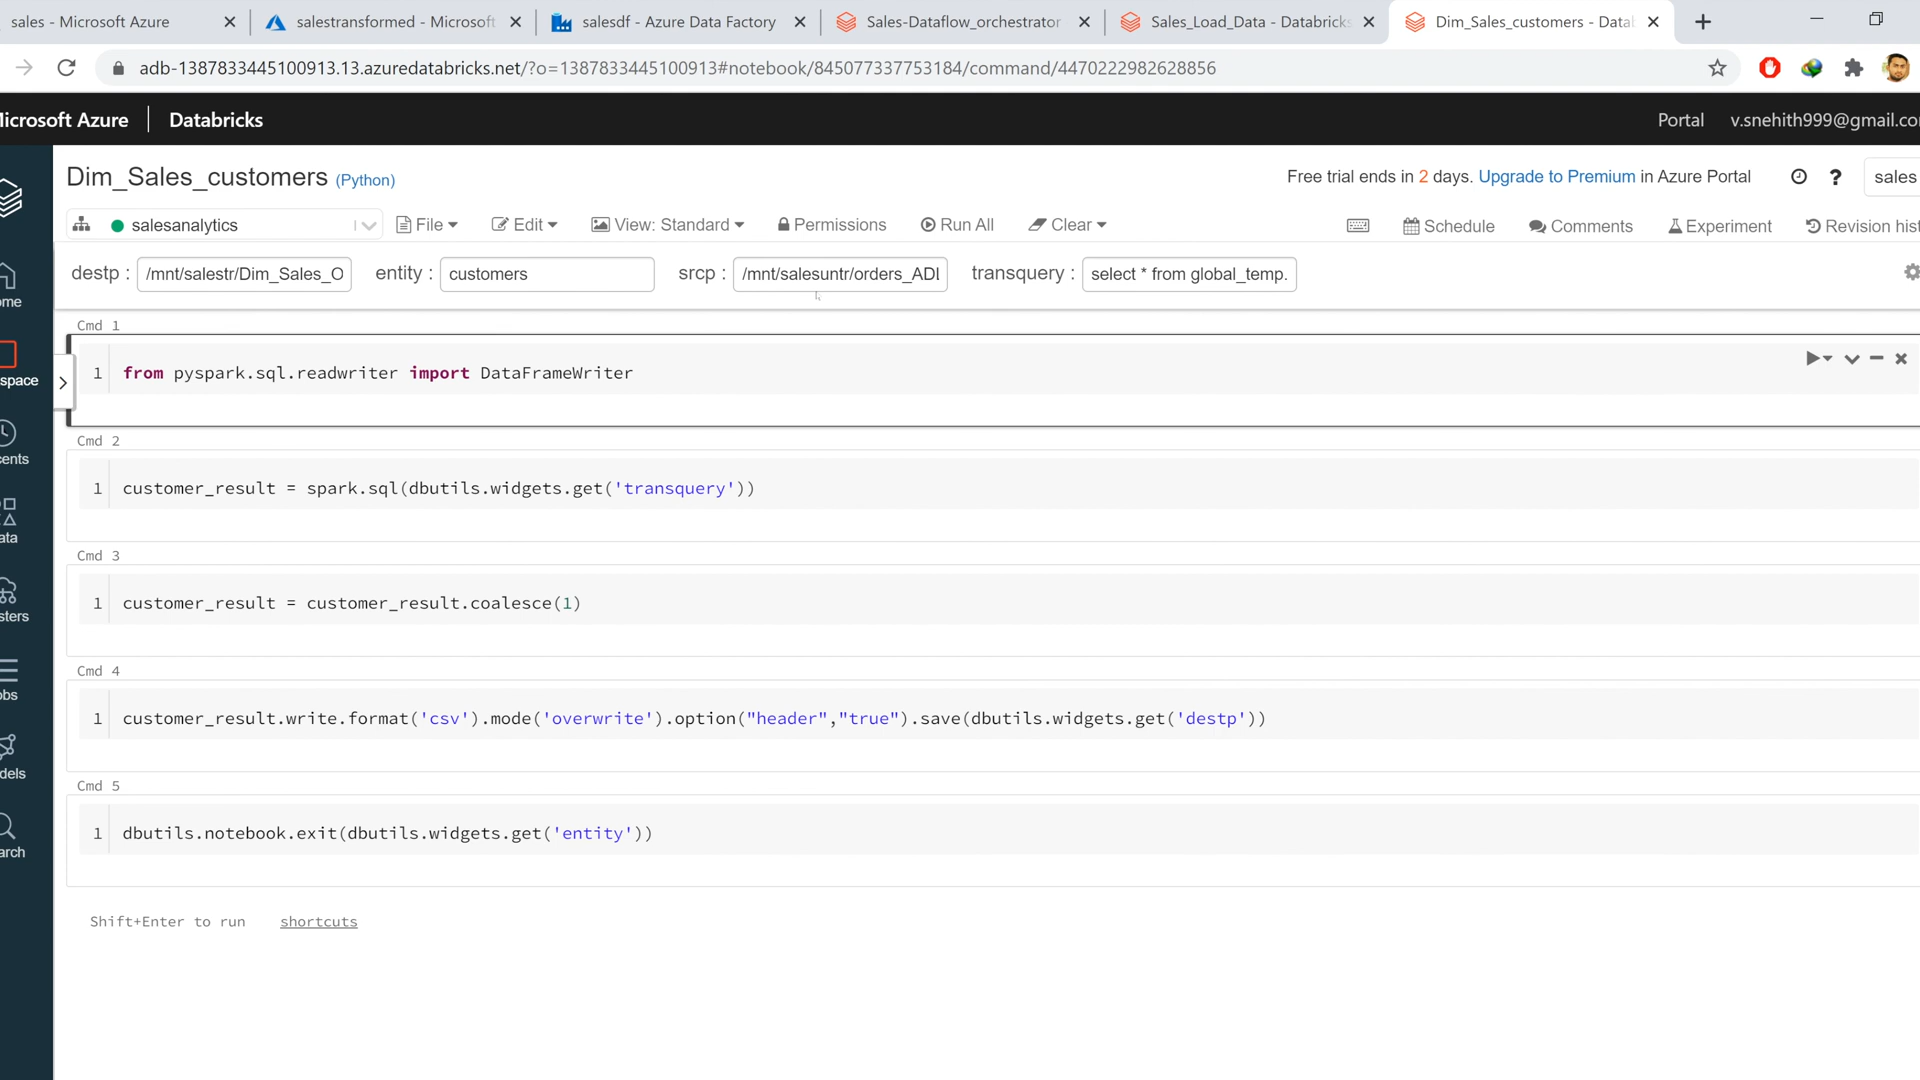 sales - Microsoft Azure
salestransformed - Microsoft
salesdf - Azure Data Factory
Sales-Dataflow_orchestrator
Sales_Load_Data - Databricks
Dim_Sales_customers - Datab
adb-1387833445100913.13.azuredatabricks.net/?o=1387833445100913#notebook/845077337753184/command/4470222982628856
Microsoft Azure
Databricks
Portal
v.snehith999@gmail.co
Dim_Sales_customers (Python)
Free trial ends in 2 days. Upgrade to Premium in Azure Portal
?
sales
salesanalytics
File
Edit
View: Standard
Permissions
Run All
Clear
Schedule
Comments
Experiment
Revision hist
destp : /mnt/salestr/Dim_Sales_O
entity : customers
srcp : /mnt/salesuntr/orders_ADI
transquery : select * from global_temp.
ome
space
cents
ata
sters
obs
dels
arch
Cmd 1
1 from pyspark.sql.readwriter import DataFrameWriter
Cmd 2
1 customer_result = spark.sql(dbutils.widgets.get('transquery'))
Cmd 3
1 customer_result = customer_result.coalesce(1)
Cmd 4
1 customer_result.write.format('csv').mode('overwrite').option("header","true").save(dbutils.widgets.get('destp'))
Cmd 5
1 dbutils.notebook.exit(dbutils.widgets.get('entity'))
Shift+Enter to run shortcuts